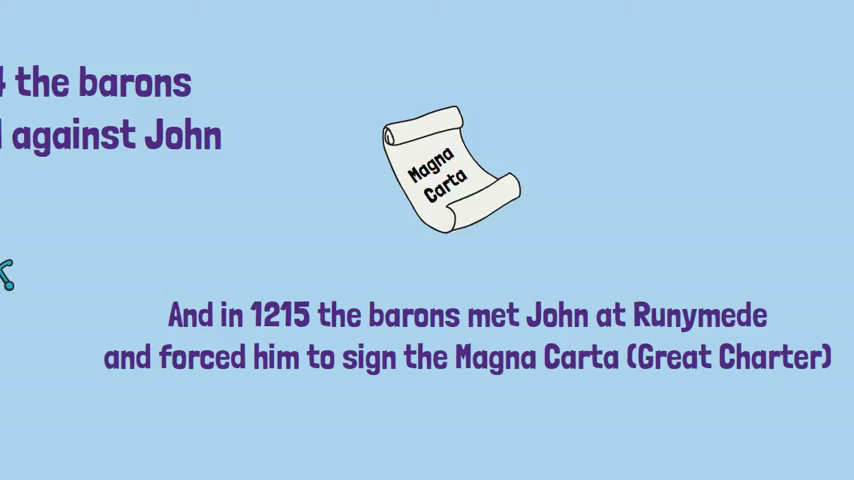 the barons
against John
Magna
Carta
And in 1215 the barons met John at Runymede
and forced him to sign the Magna Carta (Great Charter)